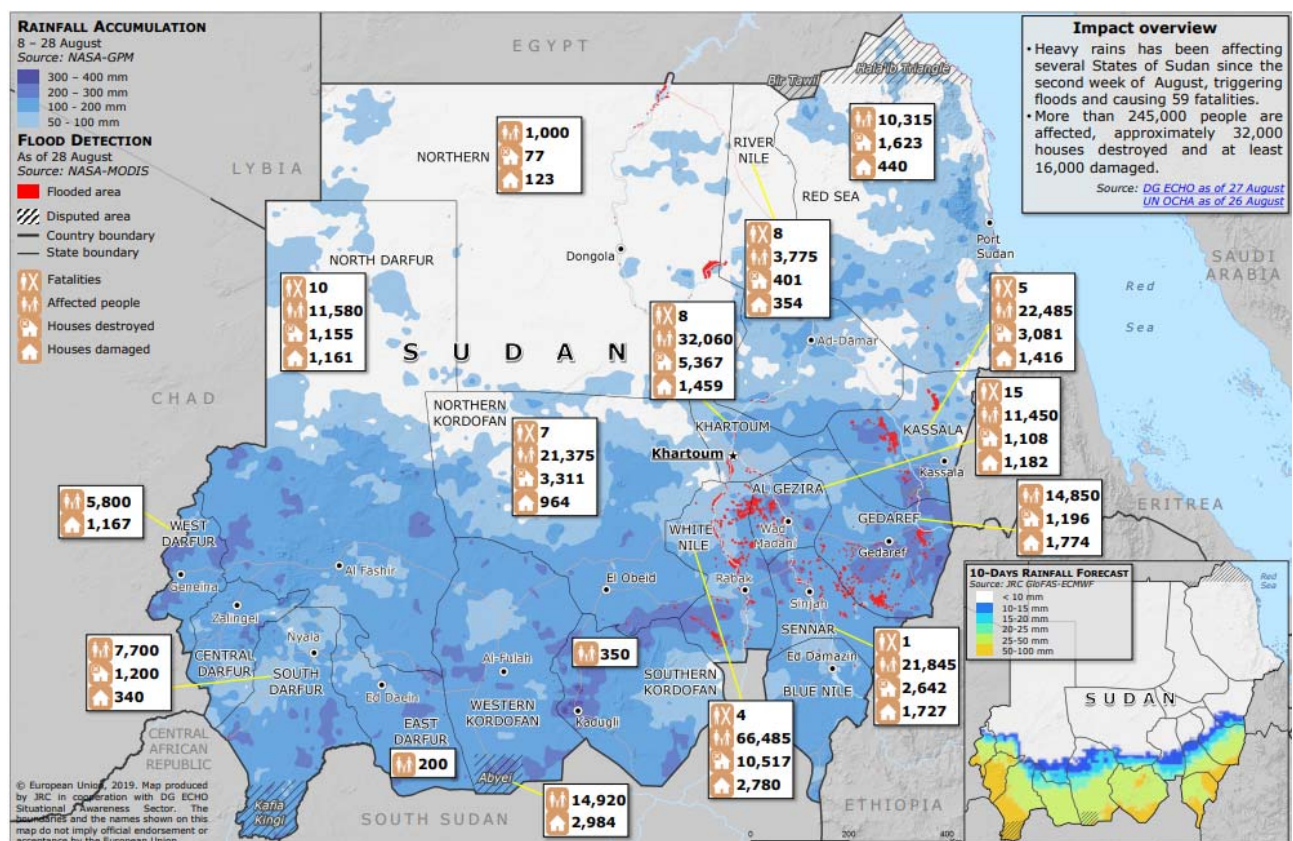 RAINFALL ACCUMULATION
8 – 28 August
Source: NASA-GPM
300 – 400 mm
200 – 300 mm
100 - 200 mm
50 - 100 mm
FLOOD DETECTION
As of 28 August
Source: NASA-MODIS
Flooded area
Disputed area
Country boundary
State boundary
Fatalities
Affected people
Houses destroyed
Houses damaged
Impact overview
• Heavy rains has been affecting
several States of Sudan since the
second week of August, triggering
floods and causing 59 fatalities.
• More than 245,000 people are
affected, approximately 32,000
houses destroyed and at least
16,000 damaged.
Source: DG ECHO as of 27 August
UN OCHA as of 26 August
EGYPT
Bir Tawil
Hala'ib Triangle
LYBIA
NORTHERN
1,000
77
123
RIVER
NILE
10,315
1,623
440
RED SEA
Port
Sudan
SAUDI
ARABIA
Red
Sea
NORTH DARFUR
Dongola
8
3,775
401
354
10
11,580
1,155
1,161
8
32,060
5,367
1,459
5
22,485
3,081
1,416
SUDAN
Ad-Damar
CHAD
NORTHERN
KORDOFAN
7
21,375
3,311
964
KHARTOUM
Khartoum
KASSALA
Kassala
15
11,450
1,108
1,182
AL GEZIRA
ERITREA
5,800
1,167
WEST
DARFUR
Geneina
WHITE
NILE
Wad
Madani
GEDAREF
Gedaref
14,850
1,196
1,774
Al Fashir
El Obeid
Rabak
Sinjah
Zalingei
Nyala
CENTRAL
DARFUR
SOUTH
DARFUR
7,700
1,200
340
Al-Fulah
350
SENNAR
Ed Damazin
SOUTHERN
KORDOFAN
BLUE NILE
1
21,845
2,642
1,727
Ed Daein
WESTERN
KORDOFAN
Kadugli
EAST
DARFUR
200
4
66,485
10,517
2,780
CENTRAL
AFRICAN
REPUBLIC
Abyei
14,920
2,984
Kafia
Kingi
SOUTH SUDAN
ETHIOPIA
© European Union, 2019. Map produced
by JRC in cooperation with DG ECHO
Situational Awareness Sector. The
boundaries and the names shown on
this map do not imply official endorsement or
acceptance by the European Union.
0
200
400
10-DAYS RAINFALL FORECAST
Source: JRC GloFAS-ECMWF
< 10 mm
10-15 mm
15-20 mm
20-25 mm
25-50 mm
50-100 mm
Red
Sea
SUDAN